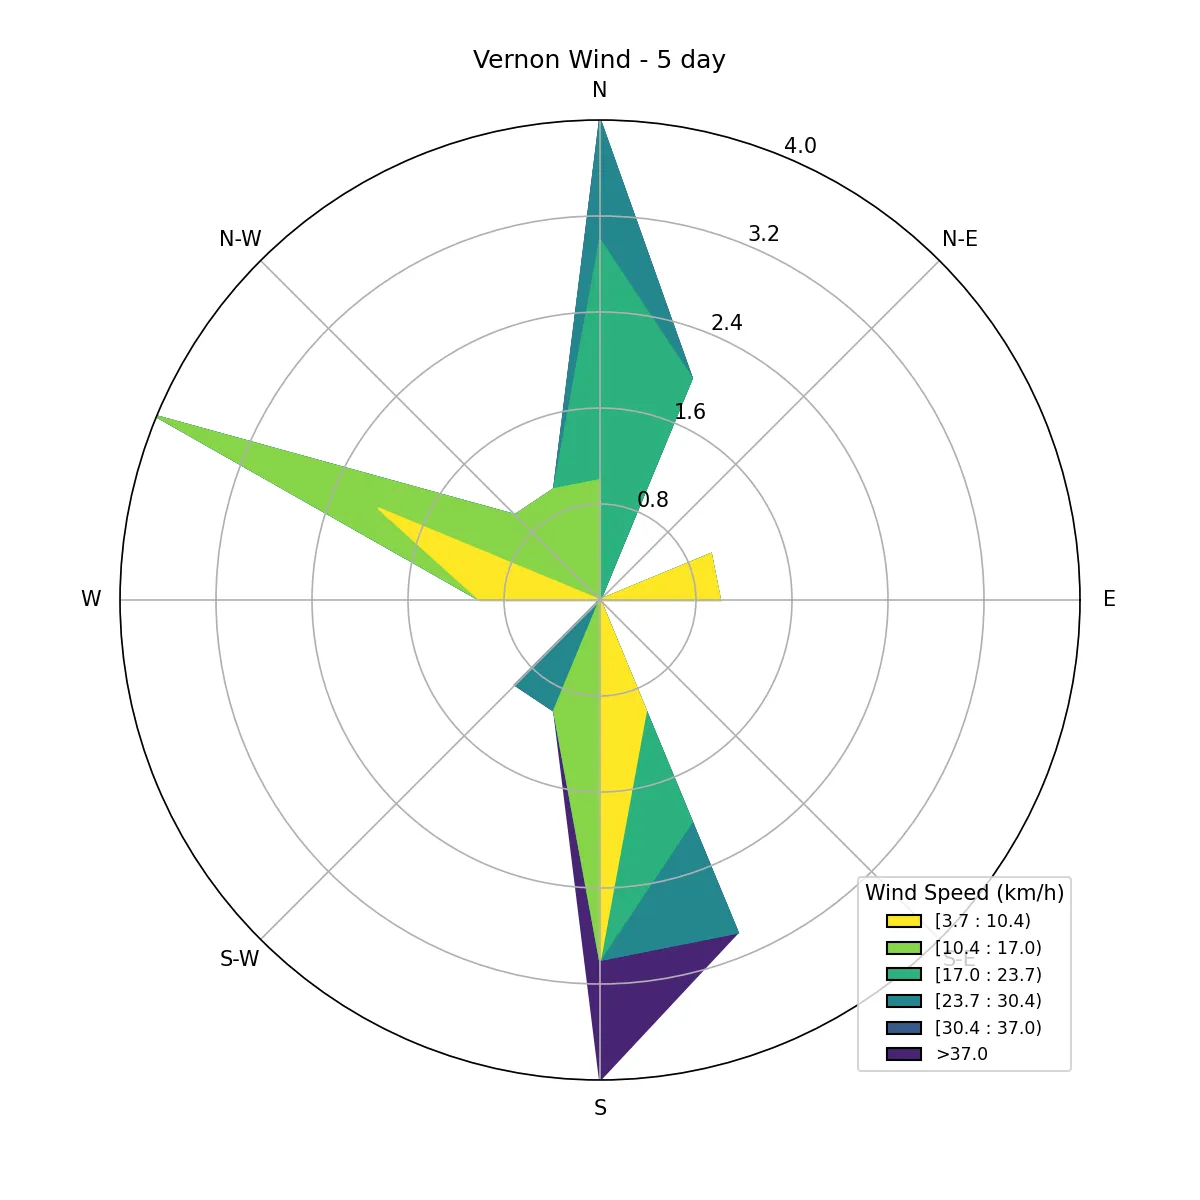 Vernon Wind - 5 day
N
4.0
N-W
3.2
N-E
2.4
1.6
0.8
W
E
S-W
S-E
S
Wind Speed (km/h)
[3.7 : 10.4)
[10.4 : 17.0)
[17.0 : 23.7)
[23.7 : 30.4)
[30.4 : 37.0)
>37.0